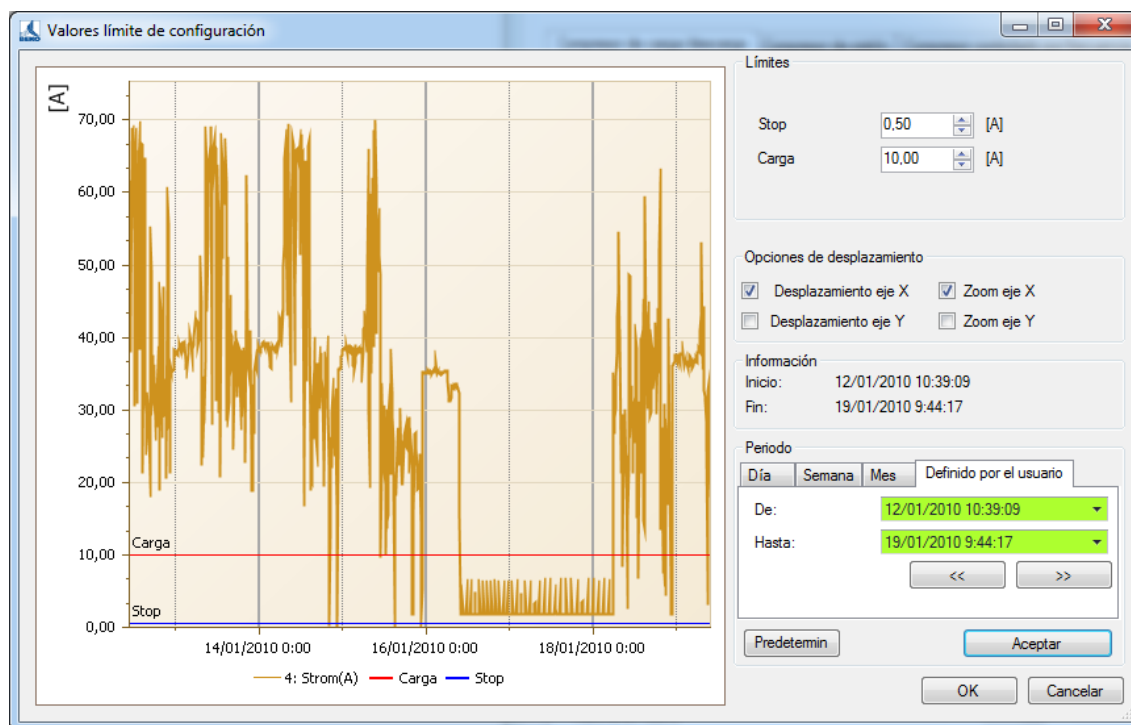 Valores límite de configuración
[A]
70,00
60,00
50,00
40,00
30,00
20,00
10,00
0,00
Carga
Stop
14/01/2010 0:00
16/01/2010 0:00
18/01/2010 0:00
4: Strom(A)
Carga
Stop
Límites
Stop
0,50
[A]
Carga
10,00
[A]
Opciones de desplazamiento
Desplazamiento eje X
Zoom eje X
Desplazamiento eje Y
Zoom eje Y
Información
Inicio:
12/01/2010 10:39:09
Fin:
19/01/2010 9:44:17
Periodo
Día
Semana
Mes
Definido por el usuario
De:
12/01/2010 10:39:09
Hasta:
19/01/2010 9:44:17
<<
>>
Predetermin
Aceptar
OK
Cancelar